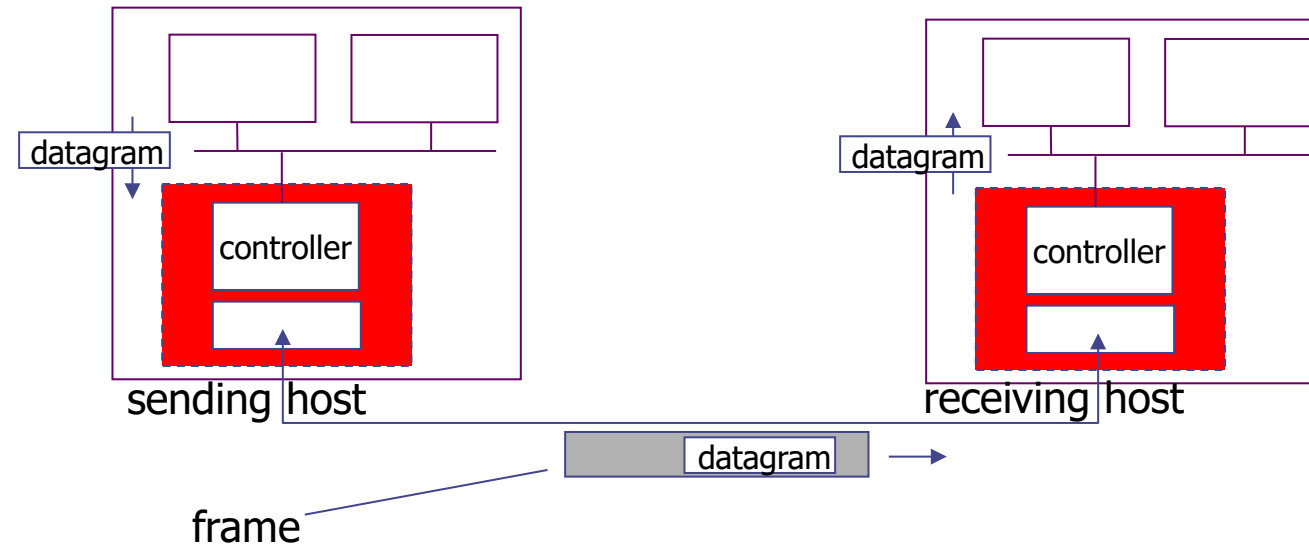 datagram
controller
sending host
datagram
controller
receiving host
datagram
frame